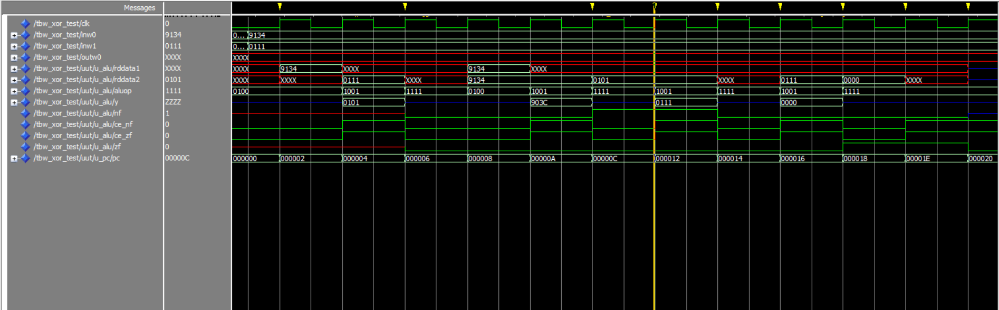 Messages
/tbw_xor_test/clk 0
/tbw_xor_test/inw0 9134 0... 9134
/tbw_xor_test/inw1 0111 0... 0111
/tbw_xor_test/outw0 XXXX XXXX
/tbw_xor_test/uut/u_alu/rddata1 XXXX XXXX 9134 XXXX 9134 XXXX
/tbw_xor_test/uut/u_alu/rddata2 0101 XXXX XXXX 0111 XXXX 9134 0101 XXXX 0111 0000 XXXX
/tbw_xor_test/uut/u_alu/aluop 1111 0100 1001 1111 0100 1001 1111 1001 1111 1001 1111
/tbw_xor_test/uut/u_alu/y ZZZZ 0101 903C 0111 0000
/tbw_xor_test/uut/u_alu/nf 1
/tbw_xor_test/uut/u_alu/ce_nf 0
/tbw_xor_test/uut/u_alu/ce_zf 0
/tbw_xor_test/uut/u_alu/zf 0
/tbw_xor_test/uut/u_pc/pc 00000C 000000 000002 000004 000006 000008 00000A 00000C 000012 000014 000016 000018 00001E 000020